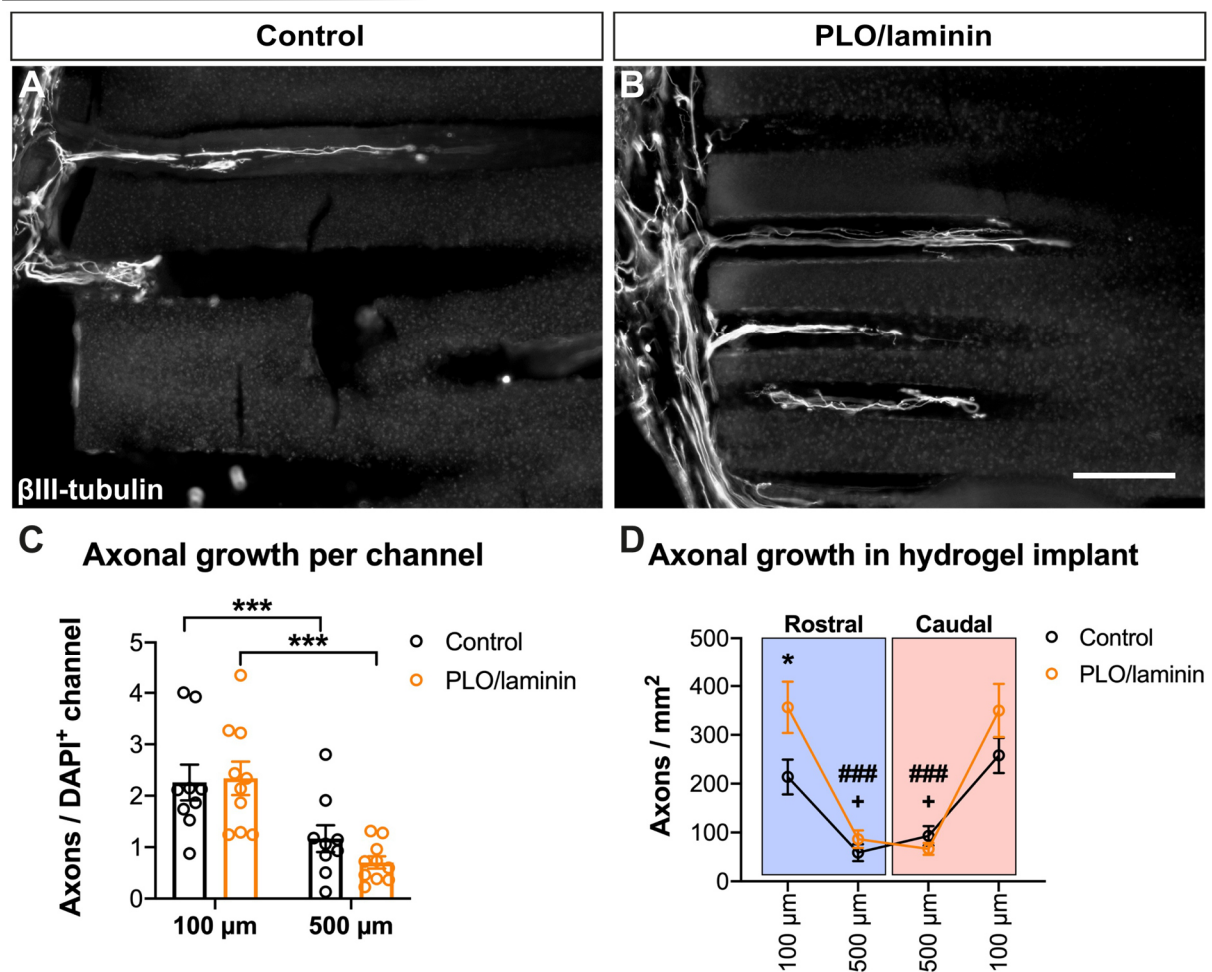 Control
PLO/laminin
A
B
βIII-tubulin
C
Axonal growth per channel
***
***
Axons / DAPI⁺ channel
5
4
3
2
1
0
100 µm
500 µm
Control
PLO/laminin
D
Axonal growth in hydrogel implant
Rostral
Caudal
Axons / mm²
500
400
300
200
100
0
*
###
+
###
+
100 µm
500 µm
500 µm
100 µm
Control
PLO/laminin